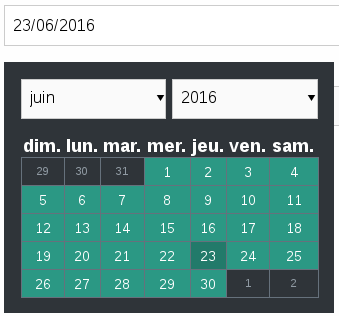 23/06/2016
juin 2016
dim. lun. mar. mer. jeu. ven. sam.
29 30 31 1 2 3 4
5 6 7 8 9 10 11
12 13 14 15 16 17 18
19 20 21 22 23 24 25
26 27 28 29 30 1 2